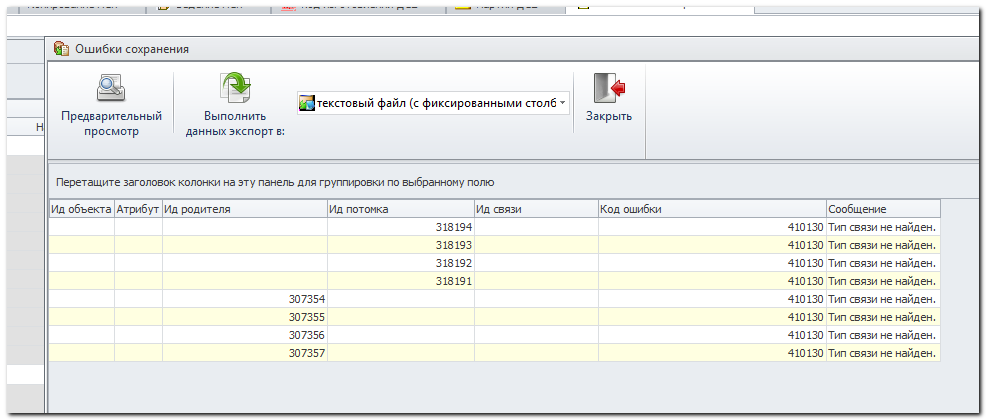 Ошибки сохранения
Предварительный
просмотр
Выполнить
данных экспорт в:
текстовый файл (с фиксированными столб
Закрыть
Н
Перетащите заголовок колонки на эту панель для группировки по выбранному полю
Ид объекта Атрибут Ид родителя Ид потомка Ид связи Код ошибки Сообщение
318194 410130 Тип связи не найден.
318193 410130 Тип связи не найден.
318192 410130 Тип связи не найден.
318191 410130 Тип связи не найден.
307354 410130 Тип связи не найден.
307355 410130 Тип связи не найден.
307356 410130 Тип связи не найден.
307357 410130 Тип связи не найден.